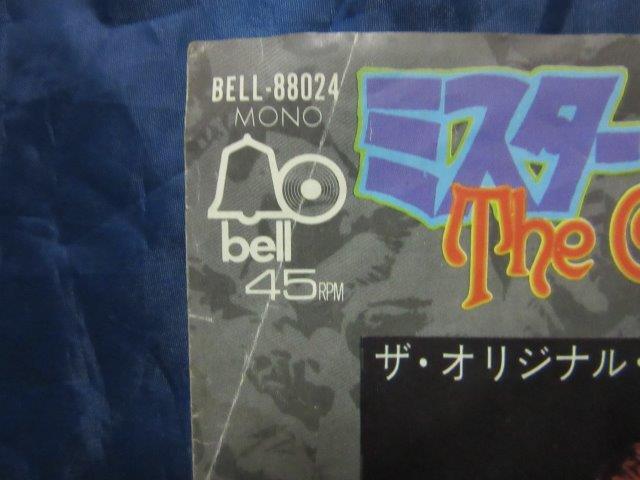 BELL-88024
MONO
bell
45RPM
ミスター
The
ザ・オリジナル・